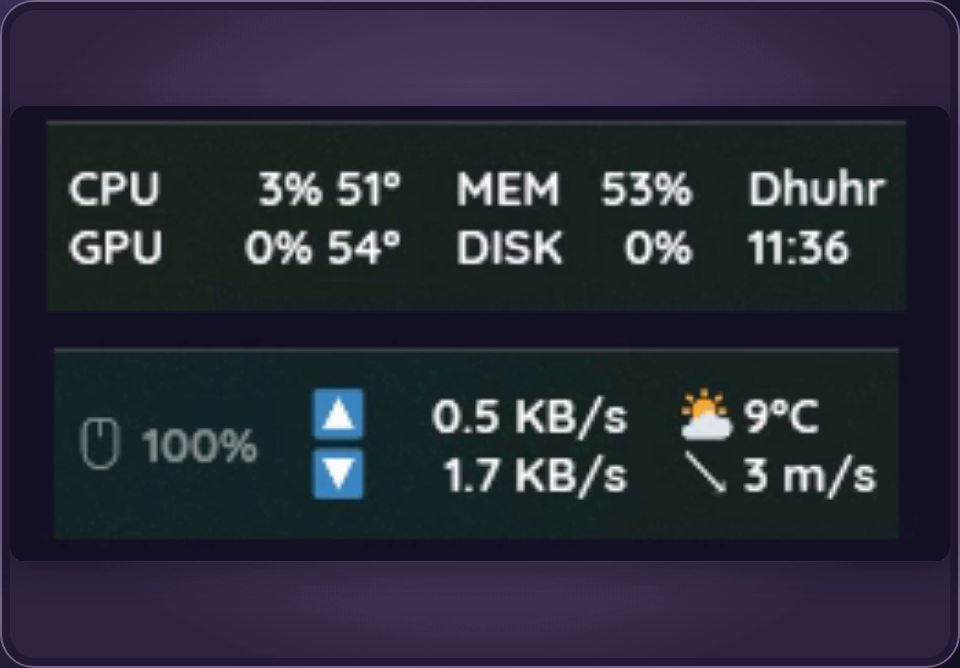 CPU 3% 51° MEM 53% Dhuhr
GPU 0% 54° DISK 0% 11:36
100% 0.5 KB/s 9°C
1.7 KB/s 3 m/s